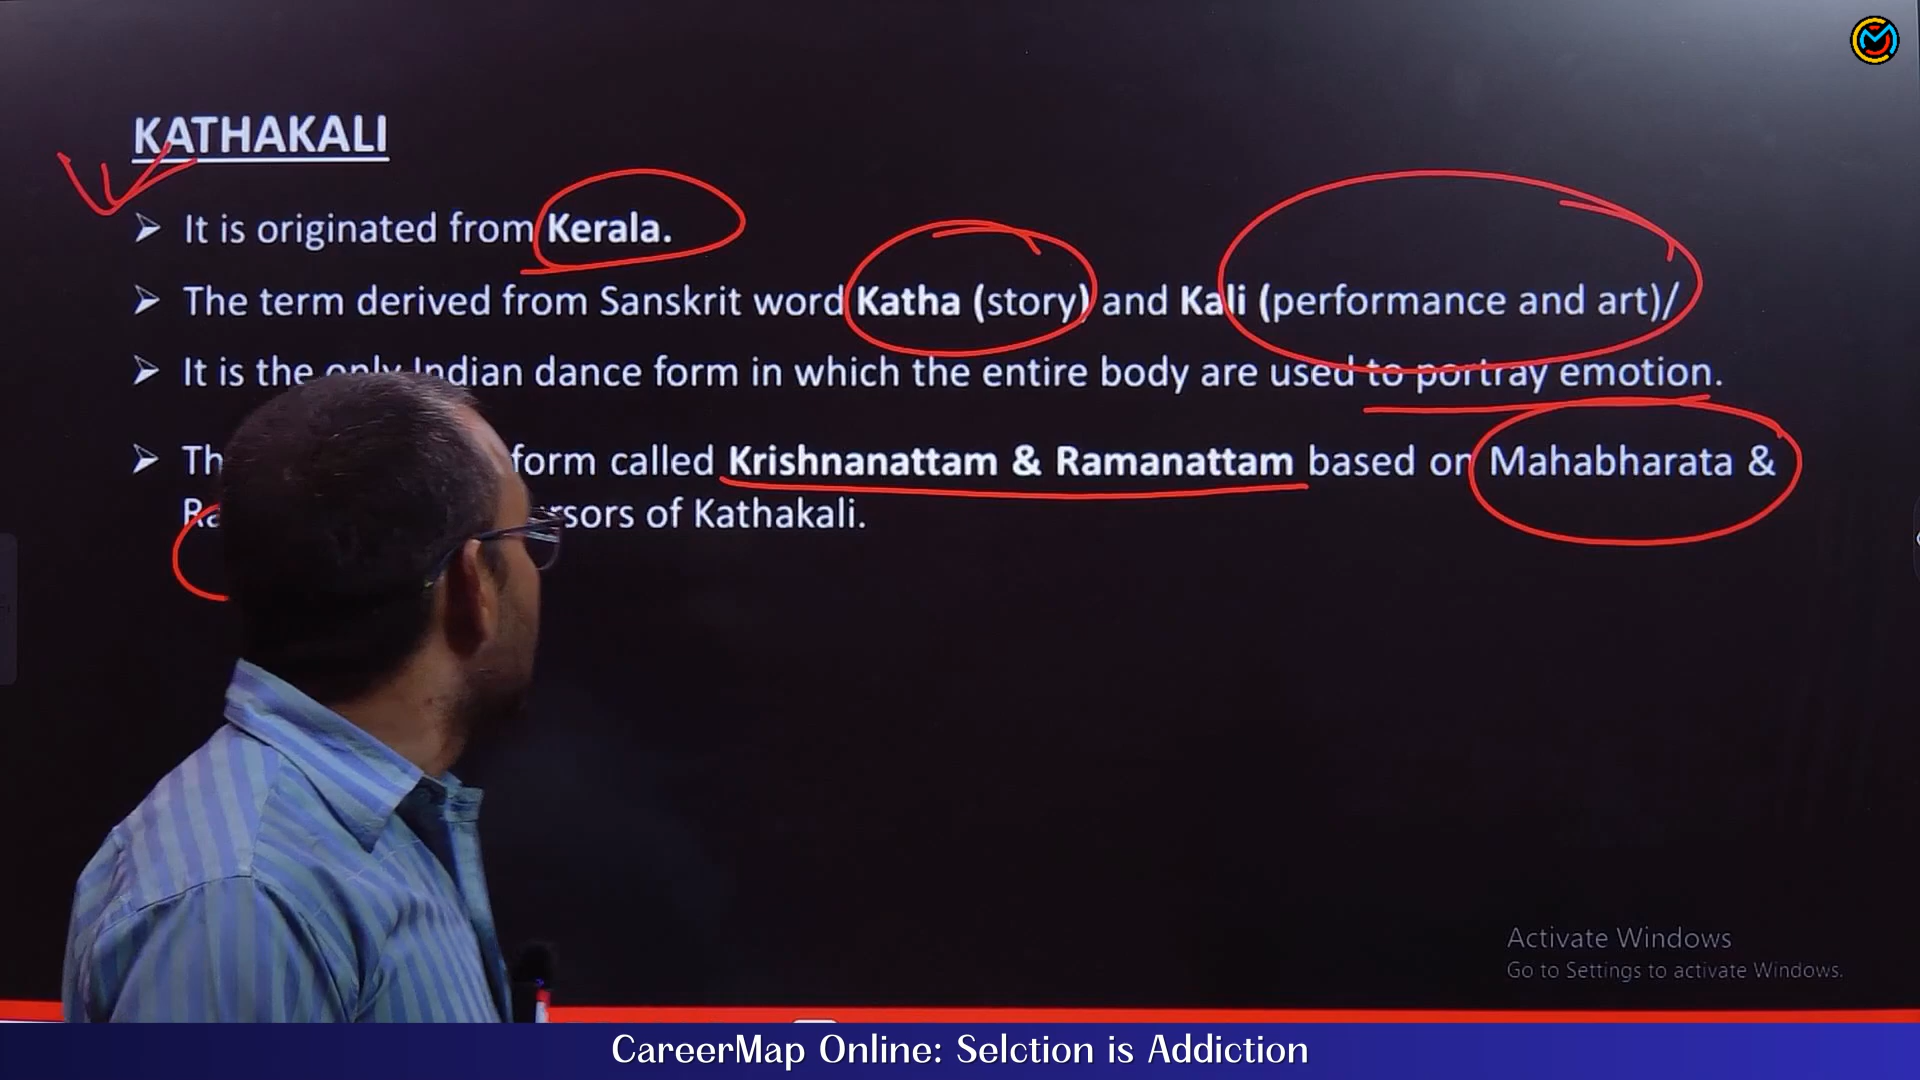 KATHAKALI
It is originated from Kerala.
The term derived from Sanskrit word Katha (story) and Kali (performance and art)/
It is the only Indian dance form in which the entire body are used to portray emotion.
form called Krishnanattam & Ramanattam based on Mahabharata &
of Kathakali.
Activate Windows
Go to Settings to activate Windows.
CareerMap Online: Selction is Addiction